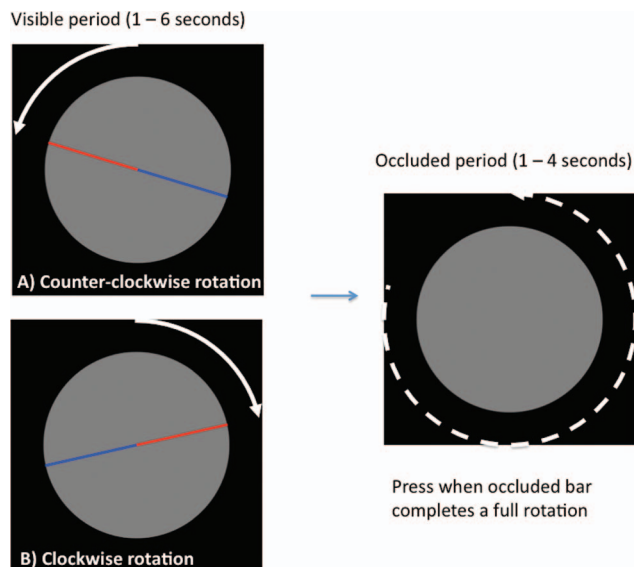 Visible period (1 – 6 seconds)
A) Counter-clockwise rotation
Occluded period (1 – 4 seconds)
B) Clockwise rotation
Press when occluded bar
completes a full rotation